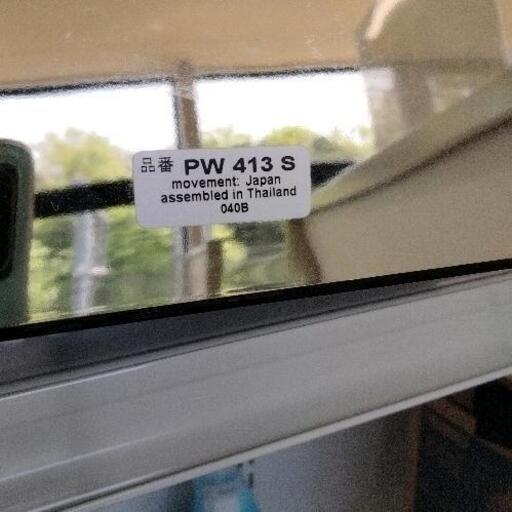 品番 PW 413 S
movement: Japan
assembled in Thailand
040B